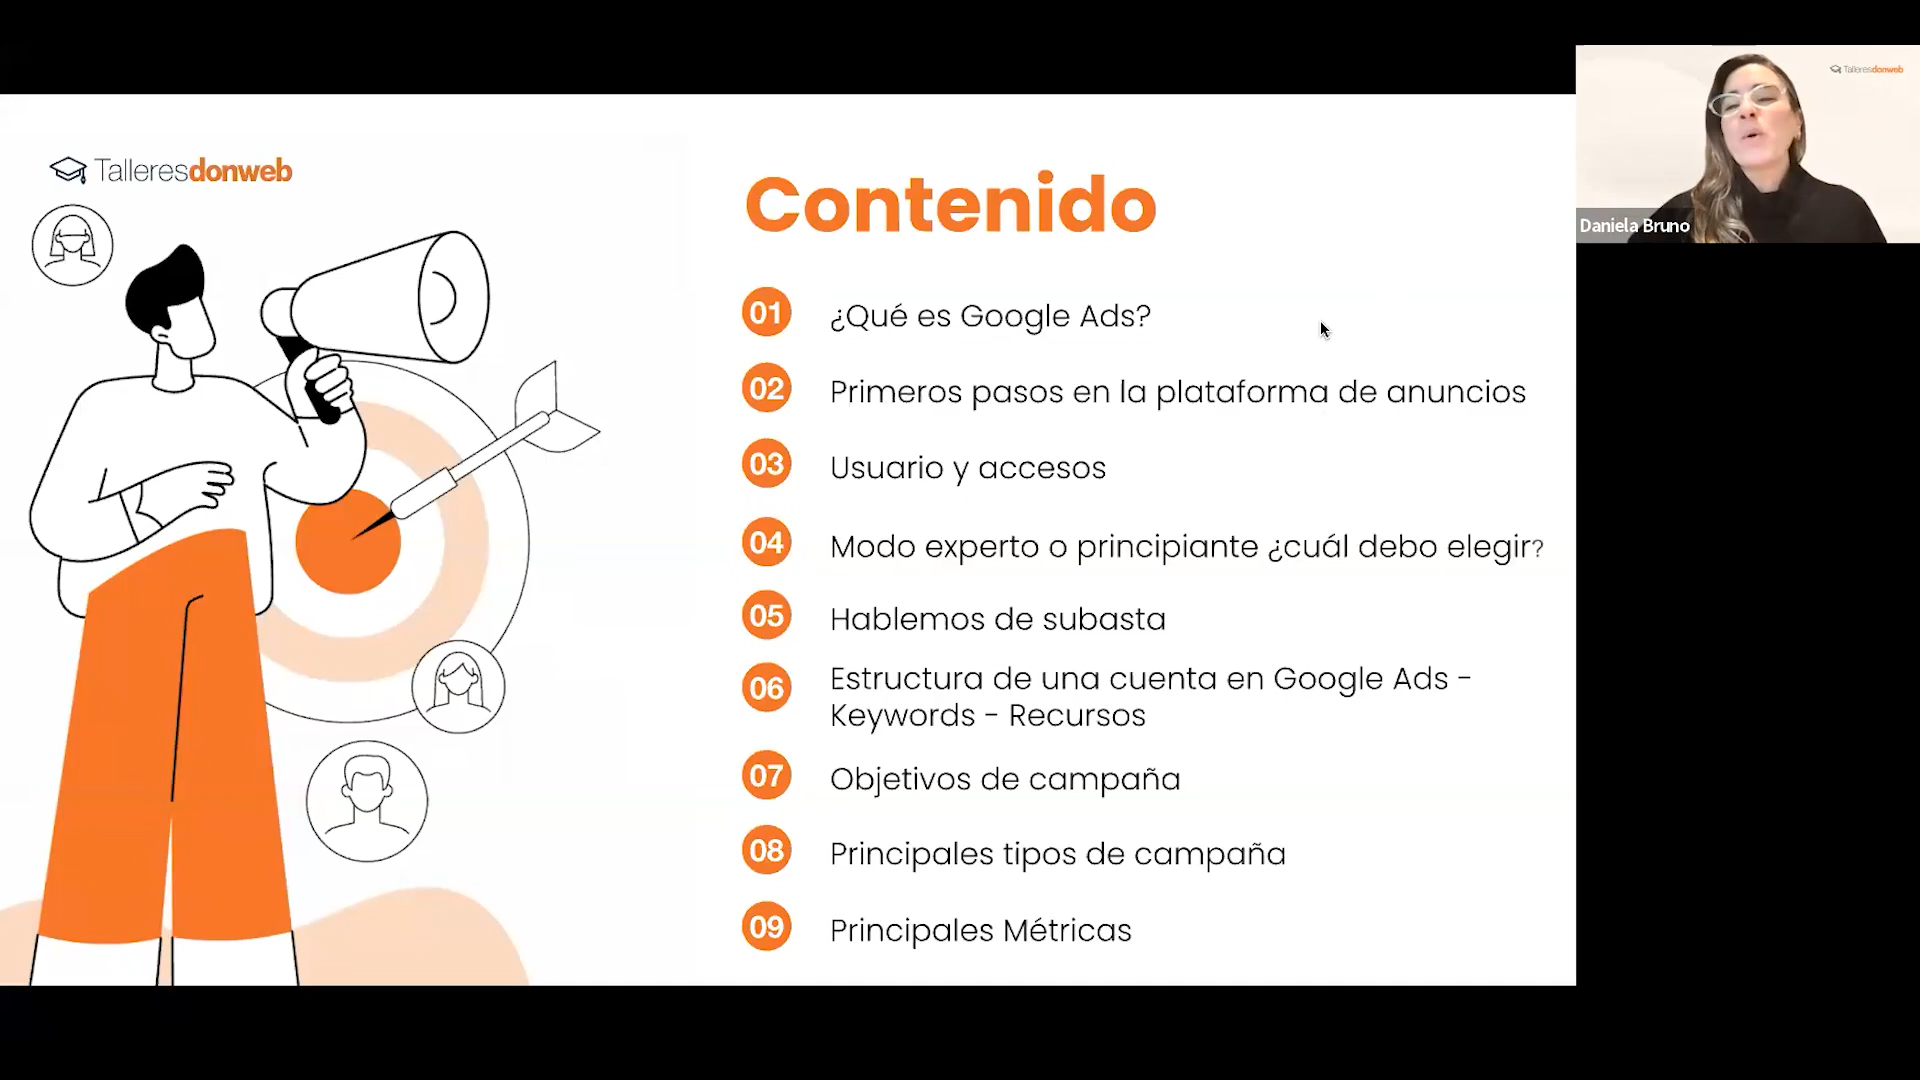 Talleresdonweb
Contenido
01 ¿Qué es Google Ads?
02 Primeros pasos en la plataforma de anuncios
03 Usuario y accesos
04 Modo experto o principiante ¿cuál debo elegir?
05 Hablemos de subasta
06 Estructura de una cuenta en Google Ads -
Keywords - Recursos
07 Objetivos de campaña
08 Principales tipos de campaña
09 Principales Métricas
Talleresdonweb
Daniela Bruno